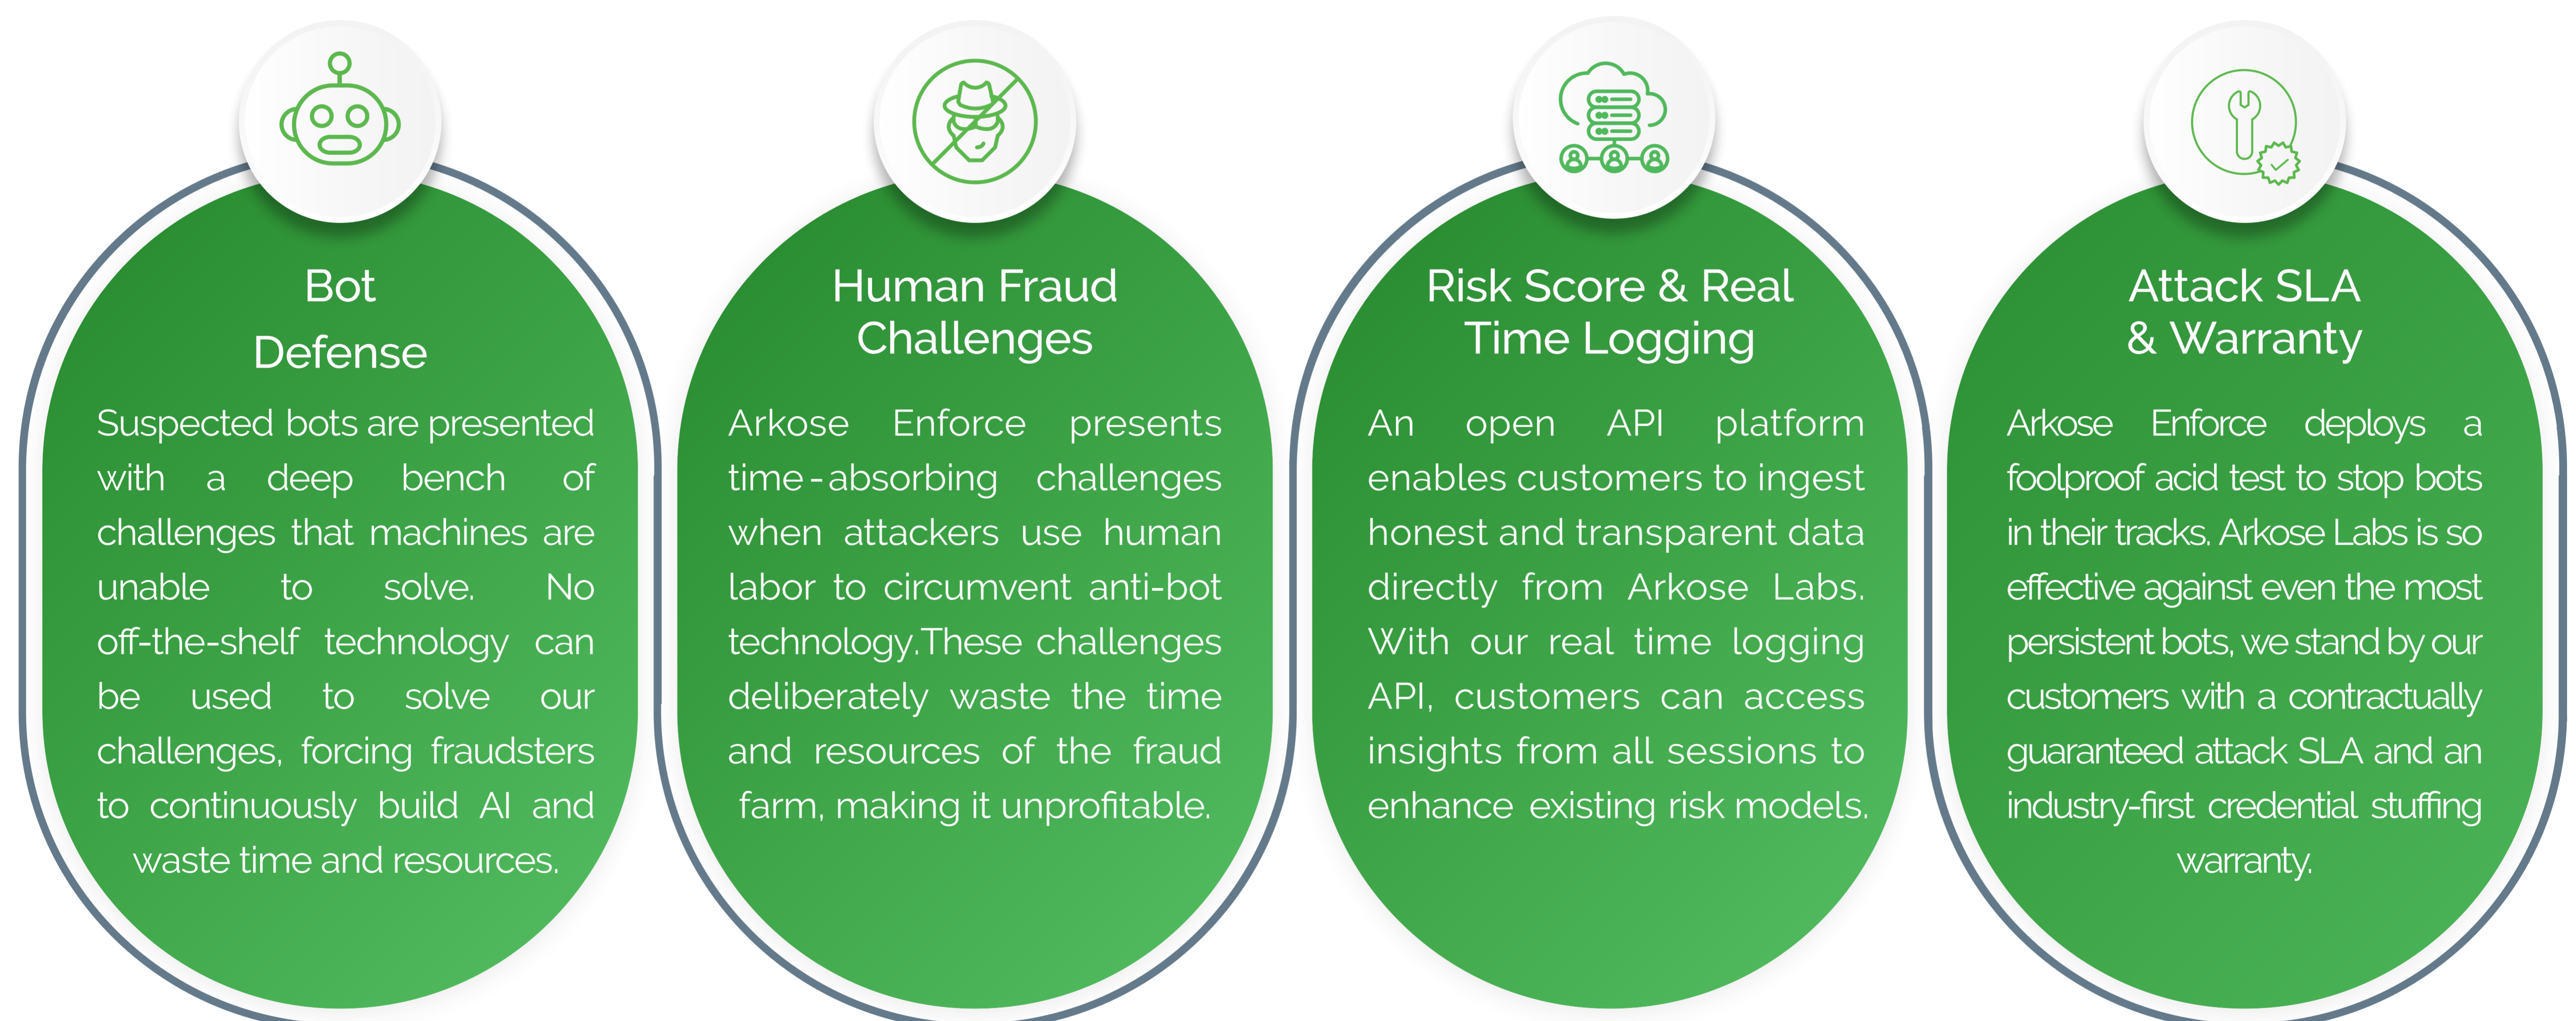 Bot
Defense
Suspected bots are presented
with a deep bench of
challenges that machines are
unable to solve. No
off-the-shelf technology can
be used to solve our
challenges, forcing fraudsters
to continuously build AI and
waste time and resources.
Human Fraud
Challenges
Arkose Enforce presents
time-absorbing challenges
when attackers use human
labor to circumvent anti-bot
technology.These challenges
deliberately waste the time
and resources of the fraud
farm, making it unprofitable.
Risk Score & Real
Time Logging
An open API platform
enables customers to ingest
honest and transparent data
directly from Arkose Labs.
With our real time logging
API, customers can access
insights from all sessions to
enhance existing risk models.
Attack SLA
& Warranty
Arkose Enforce deploys a
foolproof acid test to stop bots
in their tracks. Arkose Labs is so
effective against even the most
persistent bots, we stand by our
customers with a contractually
guaranteed attack SLA and an
industry-first credential stuffing
warranty.